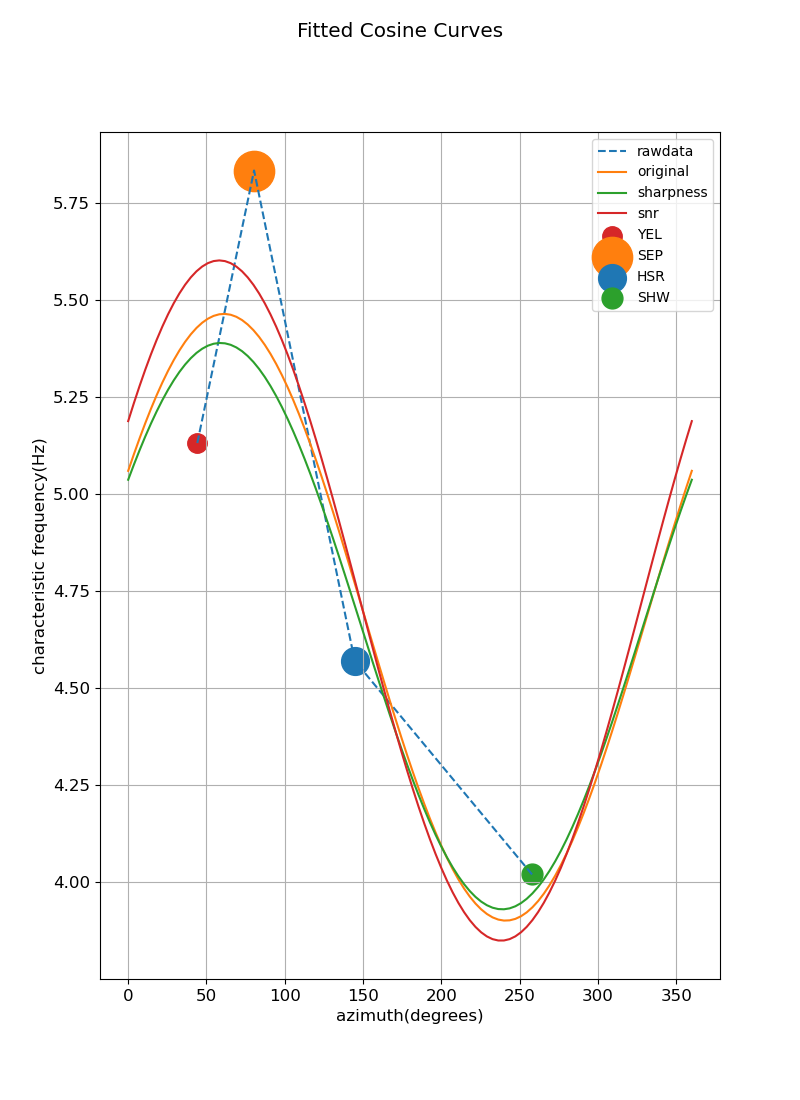 Fitted Cosine Curves
rawdata
original
sharpness
snr
YEL
SEP
HSR
SHW
characteristic frequency(Hz)
5.75
5.50
5.25
5.00
4.75
4.50
4.25
4.00
0 50 100 150 200 250 300 350
azimuth(degrees)